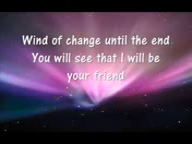 Wind of change until the end
You will see that I will be
your friend